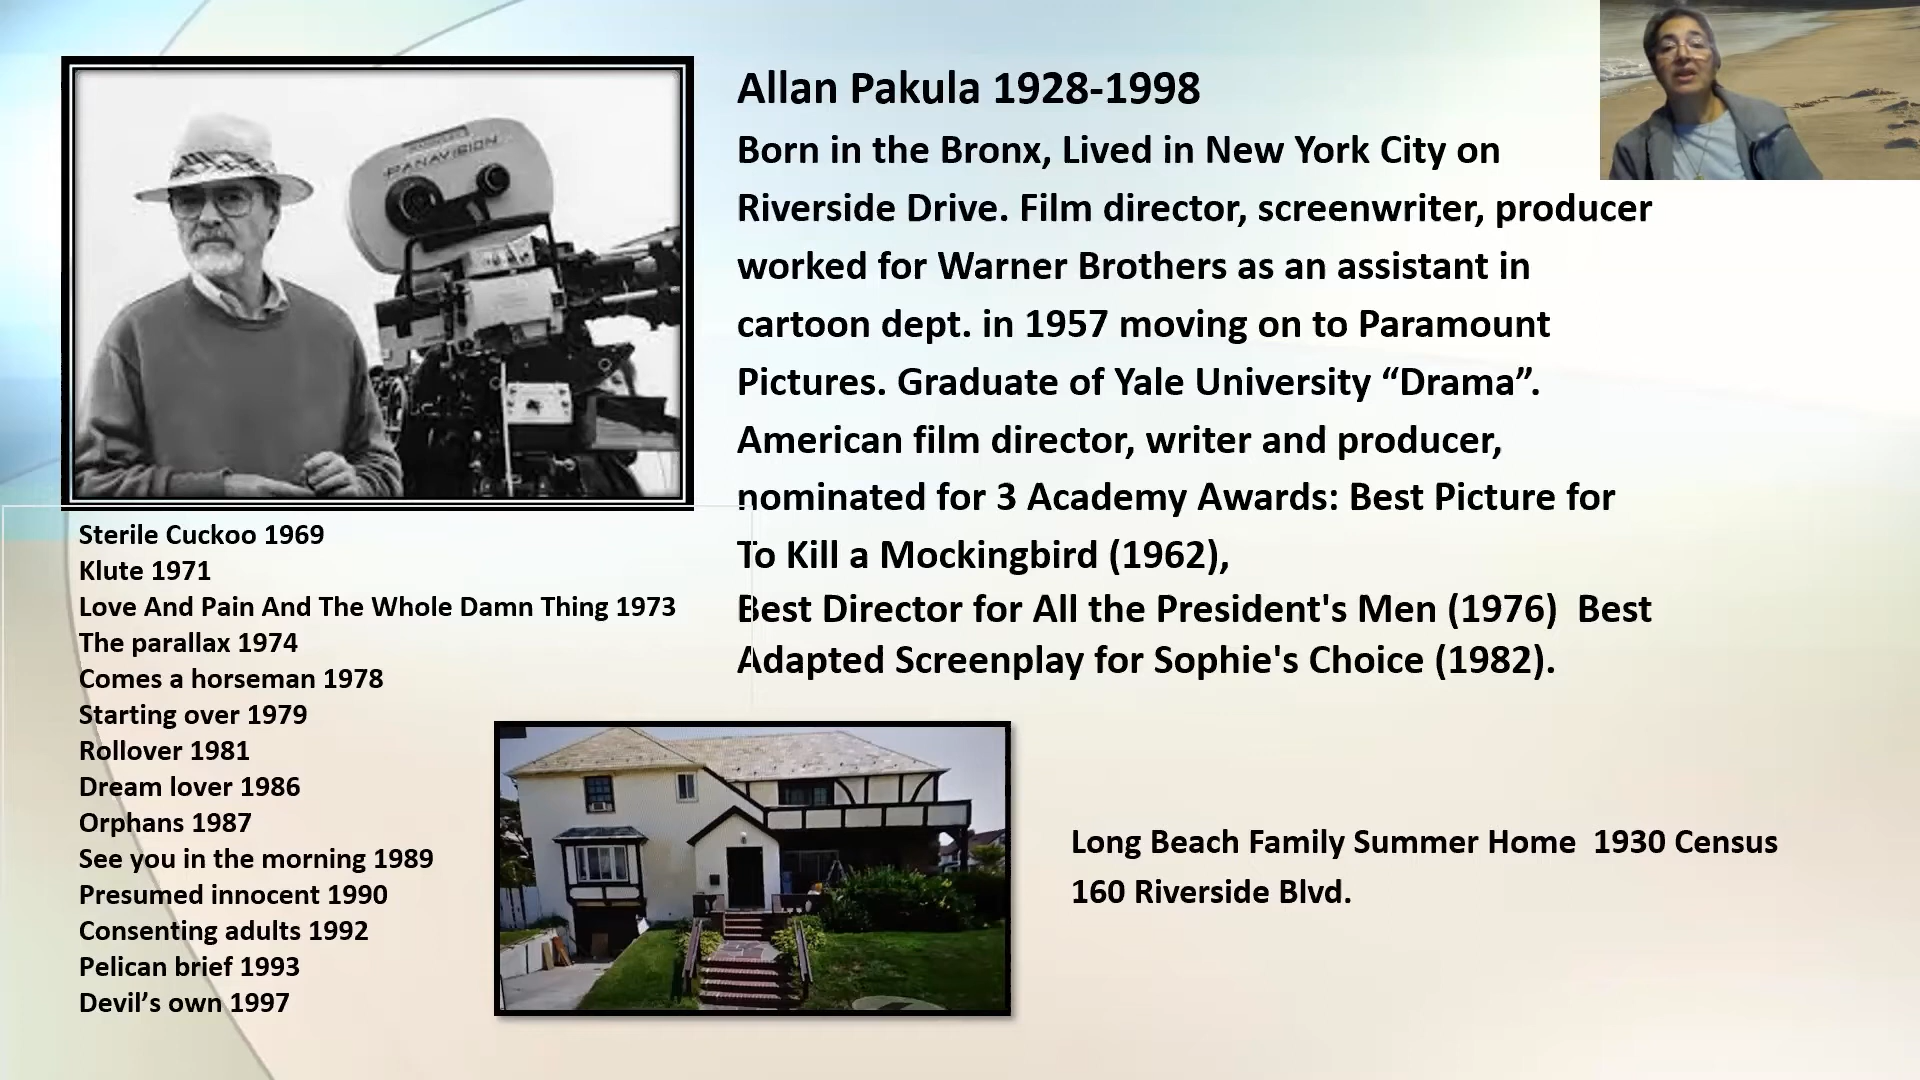 PANAVISION
Allan Pakula 1928-1998
Born in the Bronx, Lived in New York City on
Riverside Drive. Film director, screenwriter, producer
worked for Warner Brothers as an assistant in
cartoon dept. in 1957 moving on to Paramount
Pictures. Graduate of Yale University “Drama”.
American film director, writer and producer,
nominated for 3 Academy Awards: Best Picture for
To Kill a Mockingbird (1962),
Best Director for All the President's Men (1976)  Best
Adapted Screenplay for Sophie's Choice (1982).
Sterile Cuckoo 1969
Klute 1971
Love And Pain And The Whole Damn Thing 1973
The parallax 1974
Comes a horseman 1978
Starting over 1979
Rollover 1981
Dream lover 1986
Orphans 1987
See you in the morning 1989
Presumed innocent 1990
Consenting adults 1992
Pelican brief 1993
Devil’s own 1997
Long Beach Family Summer Home  1930 Census
160 Riverside Blvd.